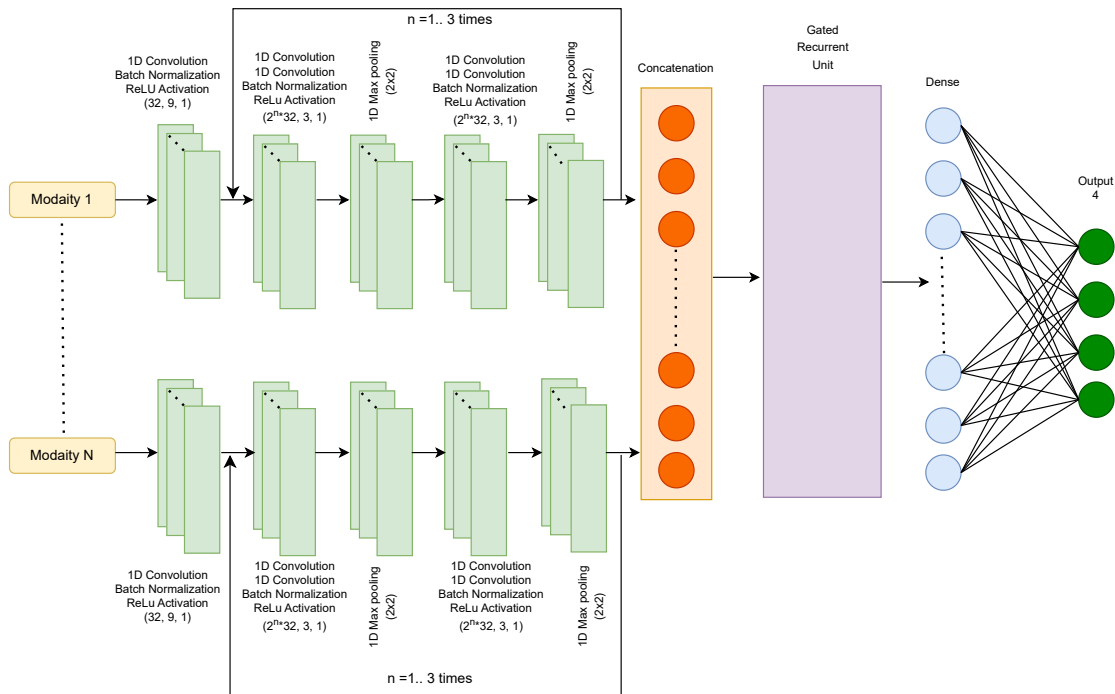 n =1.. 3 times
1D Convolution
Batch Normalization
ReLU Activation
(32, 9, 1)
1D Convolution
1D Convolution
Batch Normalization
ReLu Activation
(2ⁿ*32, 3, 1)
1D Max pooling
(2x2)
1D Convolution
1D Convolution
Batch Normalization
ReLu Activation
(2ⁿ*32, 3, 1)
1D Max pooling
(2x2)
Concatenation
Gated
Recurrent
Unit
Dense
Output
4
Modaity 1
Modaity N
1D Convolution
Batch Normalization
ReLu Activation
(32, 9, 1)
1D Convolution
1D Convolution
Batch Normalization
ReLu Activation
(2ⁿ*32, 3, 1)
1D Max pooling
(2x2)
1D Convolution
1D Convolution
Batch Normalization
ReLu Activation
(2ⁿ*32, 3, 1)
1D Max pooling
(2x2)
n =1.. 3 times